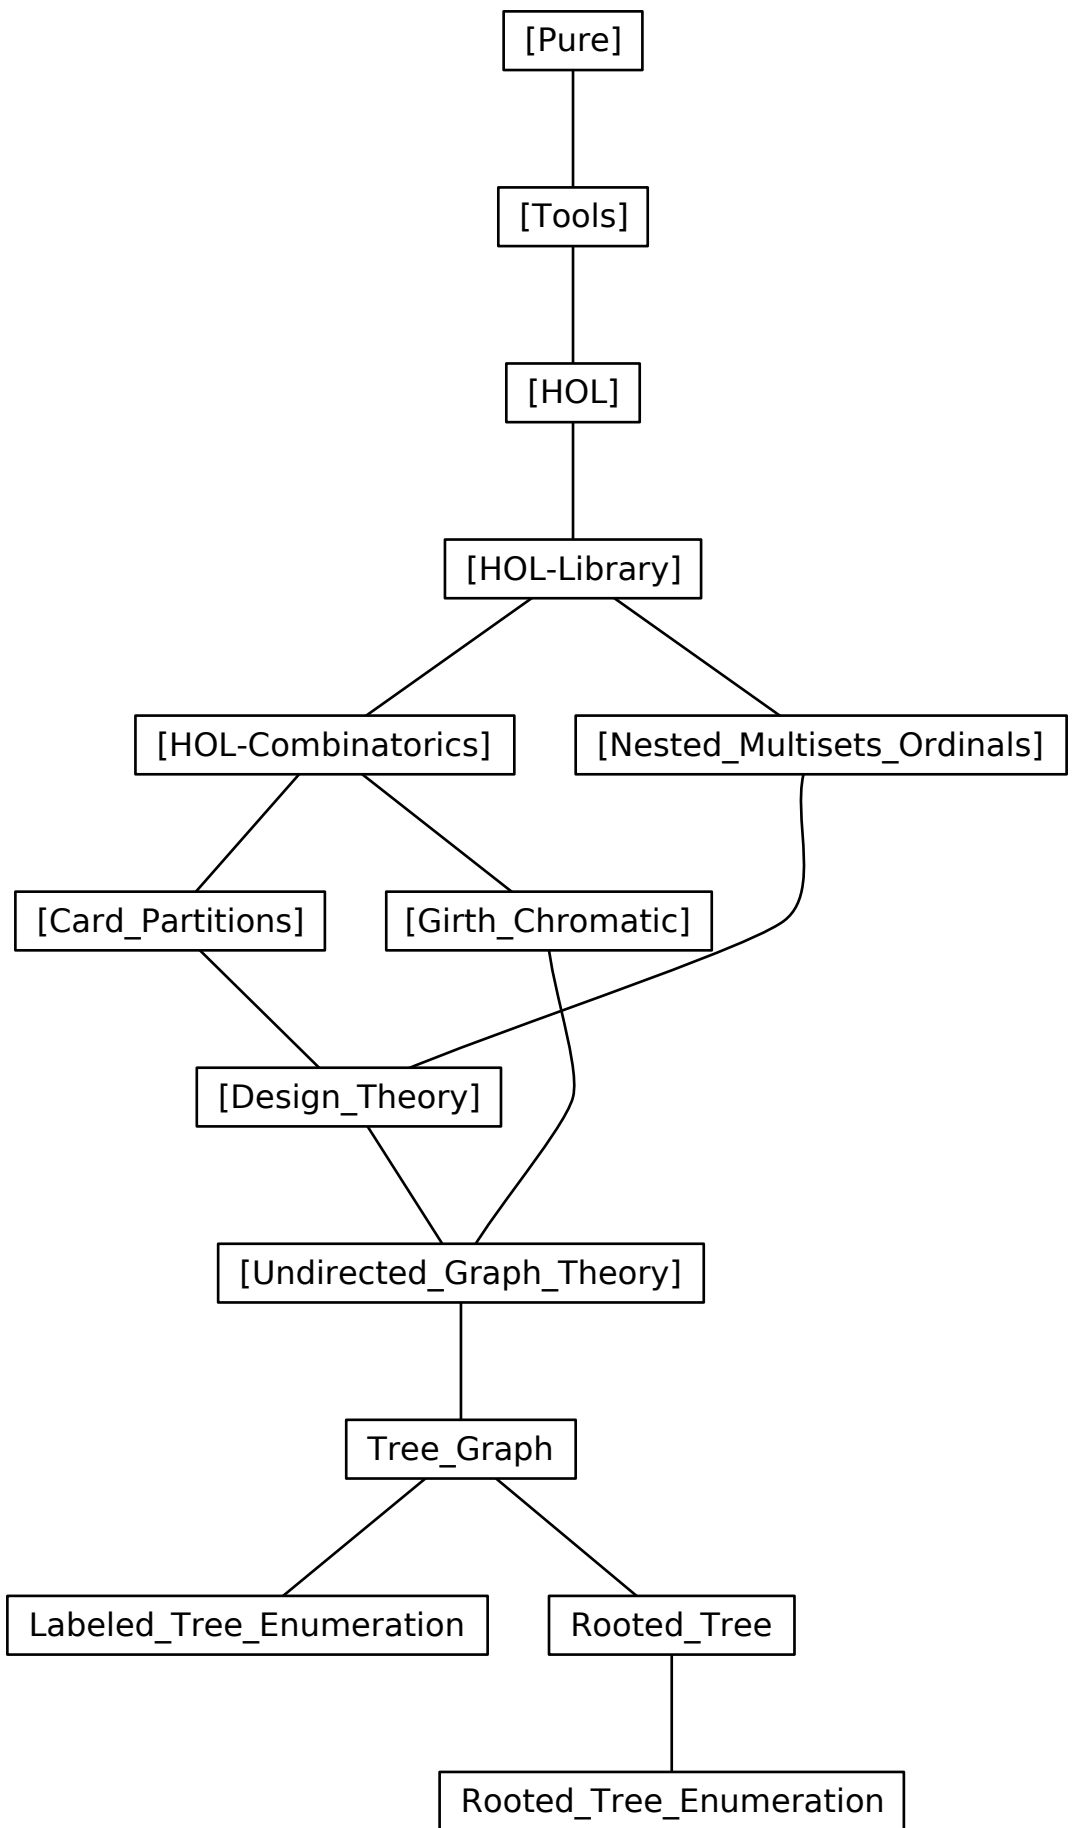 [Pure]
[Tools]
[HOL]
[HOL-Library]
[HOL-Combinatorics]
[Nested_Multisets_Ordinals]
[Card_Partitions]
[Girth_Chromatic]
[Design_Theory]
[Undirected_Graph_Theory]
Tree_Graph
Labeled_Tree_Enumeration
Rooted_Tree
Rooted_Tree_Enumeration